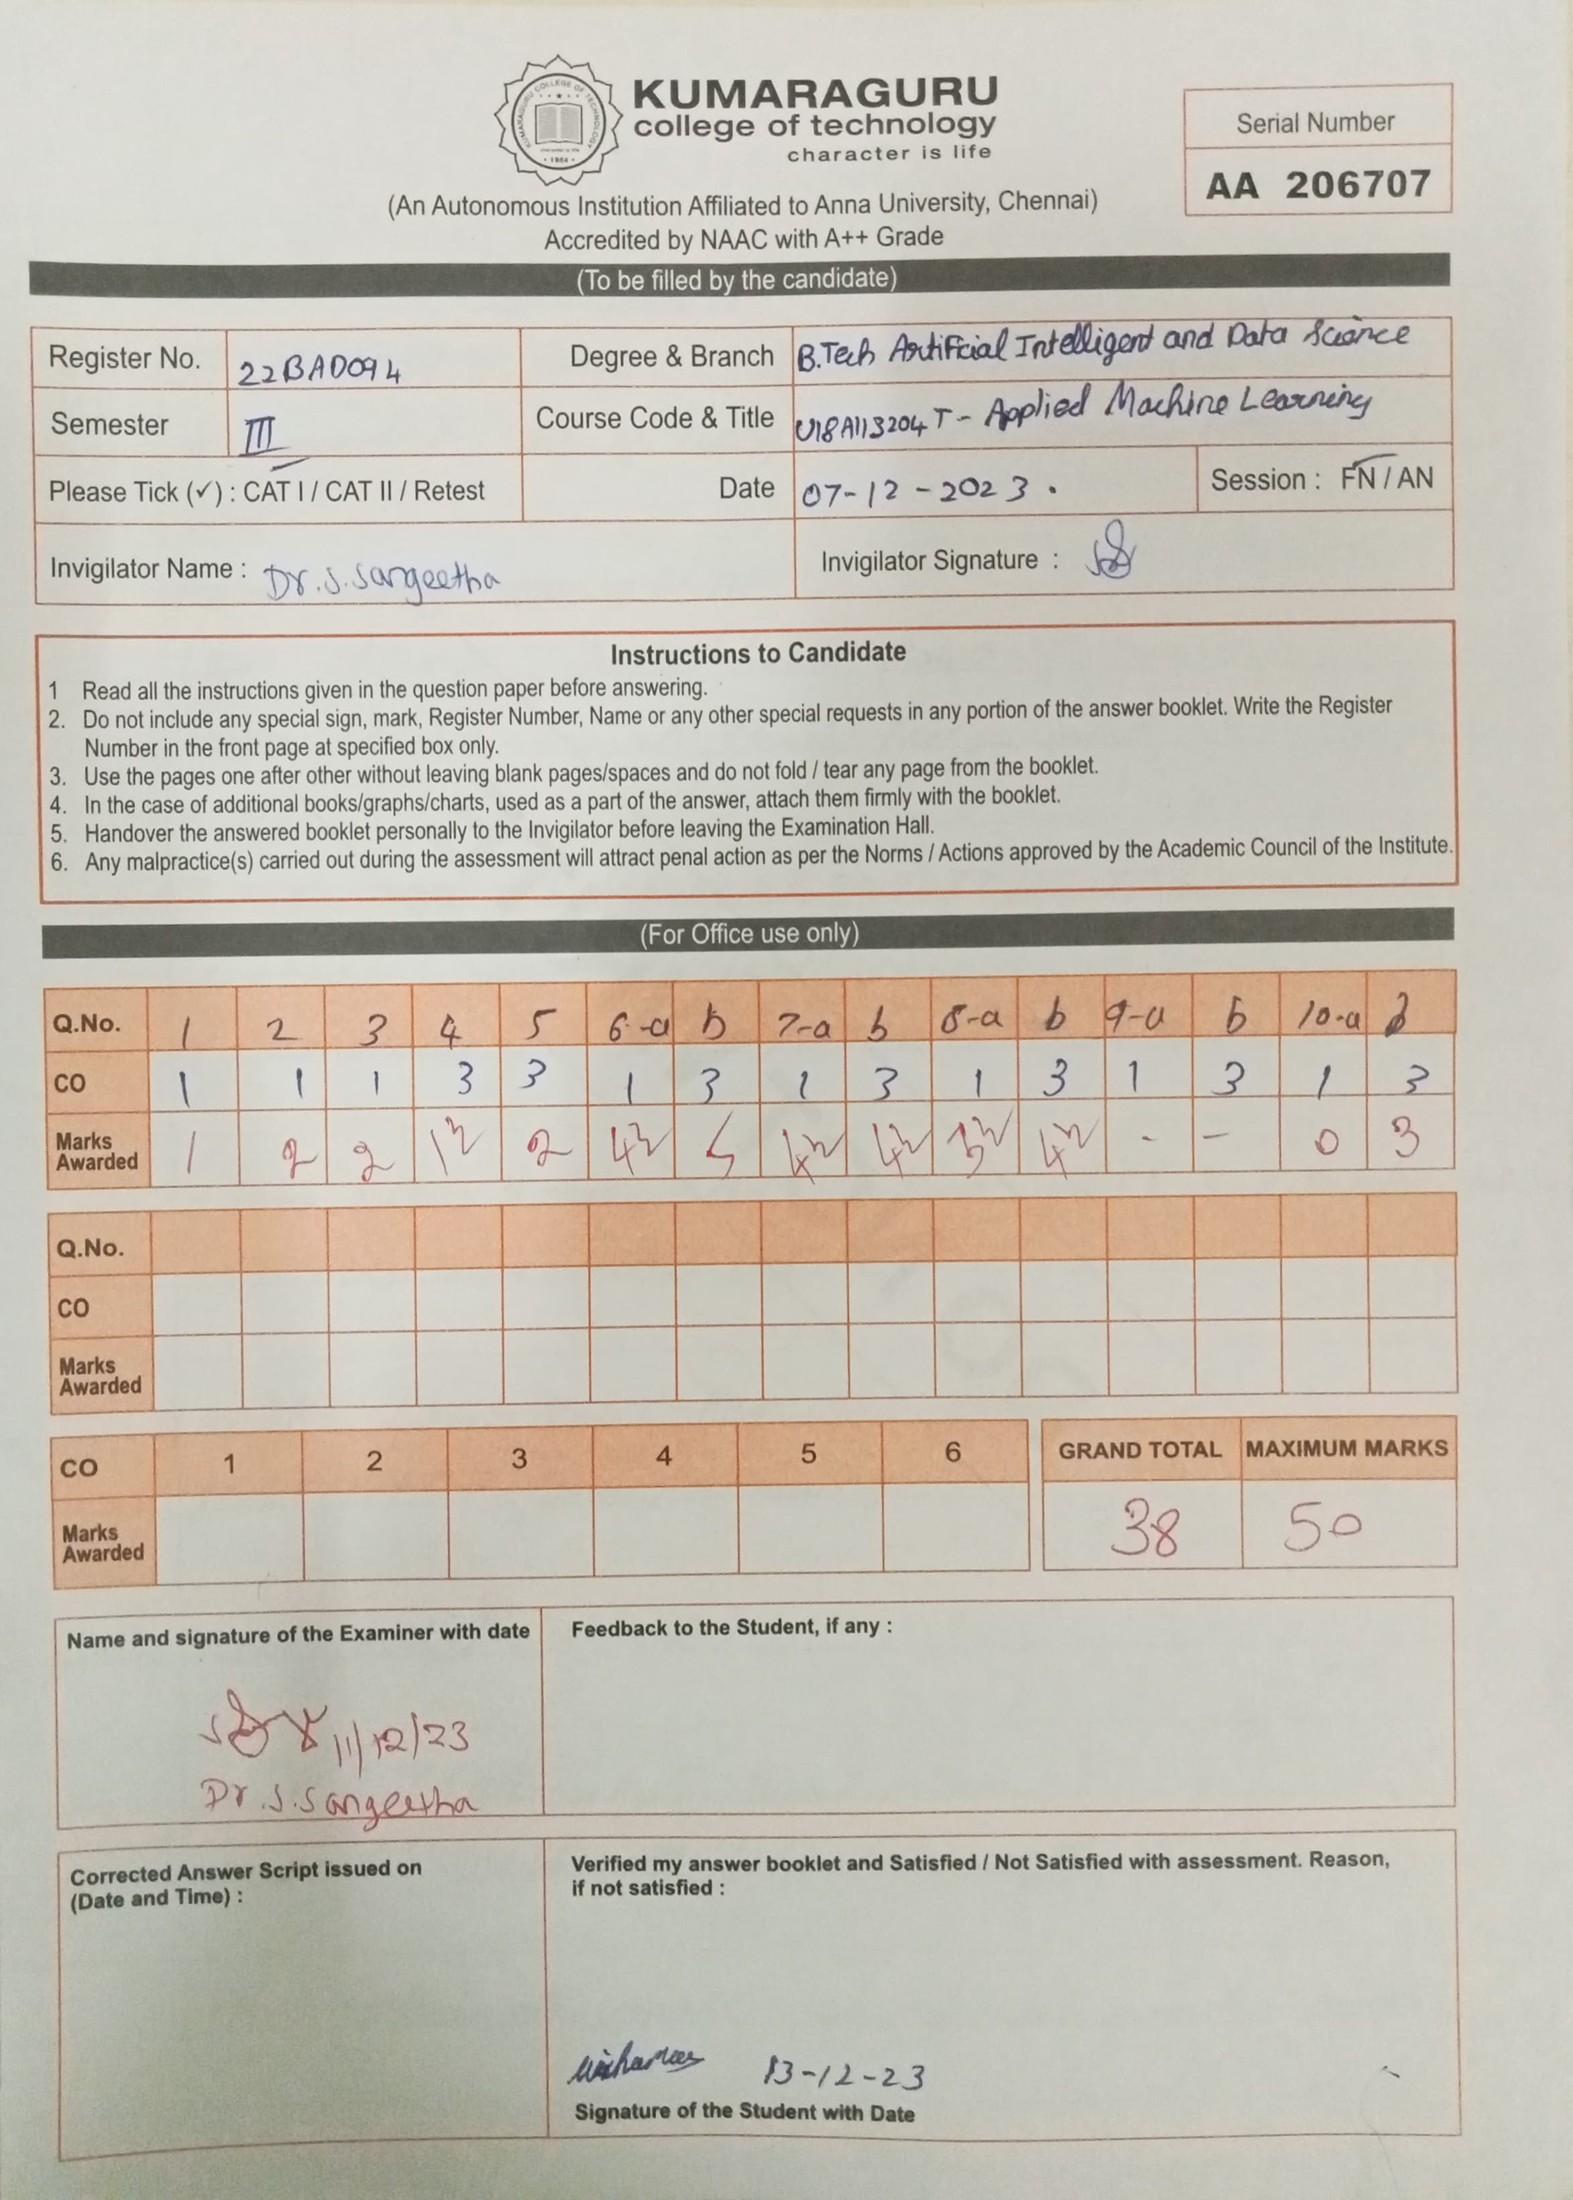 KUMARAGURU COLLEGE OF TECHNOLOGY
1984
KUMARAGURU
college of technology
character is life
Serial Number
AA 206707
(An Autonomous Institution Affiliated to Anna University, Chennai)
Accredited by NAAC with A++ Grade
(To be filled by the candidate)
Register No. 22BAD094 Degree & Branch B.Tech Artificial Intelligent and Data Science
Semester III Course Code & Title U18AI13204T - Applied Machine Learning
Please Tick (✓) : CAT I / CAT II / Retest Date 07-12-2023. Session : FN / AN
Invigilator Name : Dr.S.Sangeetha Invigilator Signature :
Instructions to Candidate
1 Read all the instructions given in the question paper before answering.
2. Do not include any special sign, mark, Register Number, Name or any other special requests in any portion of the answer booklet. Write the Register
Number in the front page at specified box only.
3. Use the pages one after other without leaving blank pages/spaces and do not fold / tear any page from the booklet.
4. In the case of additional books/graphs/charts, used as a part of the answer, attach them firmly with the booklet.
5. Handover the answered booklet personally to the Invigilator before leaving the Examination Hall.
6. Any malpractice(s) carried out during the assessment will attract penal action as per the Norms / Actions approved by the Academic Council of the Institute.
(For Office use only)
Q.No. 1 2 3 4 5 6-a b 7-a b 8-a b 9-a b 10-a b
CO 1 1 1 3 3 1 3 1 3 1 3 1 3 1 3
Marks Awarded 1 2 2 1½ 2 4½ 5 4½ 4½ 3½ 4½ - - 0 3
Q.No.
CO
Marks Awarded
CO 1 2 3 4 5 6 GRAND TOTAL MAXIMUM MARKS
Marks Awarded 38 50
Name and signature of the Examiner with date Feedback to the Student, if any :
11/12/23
Dr.S.Sangeetha
Corrected Answer Script issued on
(Date and Time) :
Verified my answer booklet and Satisfied / Not Satisfied with assessment. Reason,
if not satisfied :
13-12-23
Signature of the Student with Date